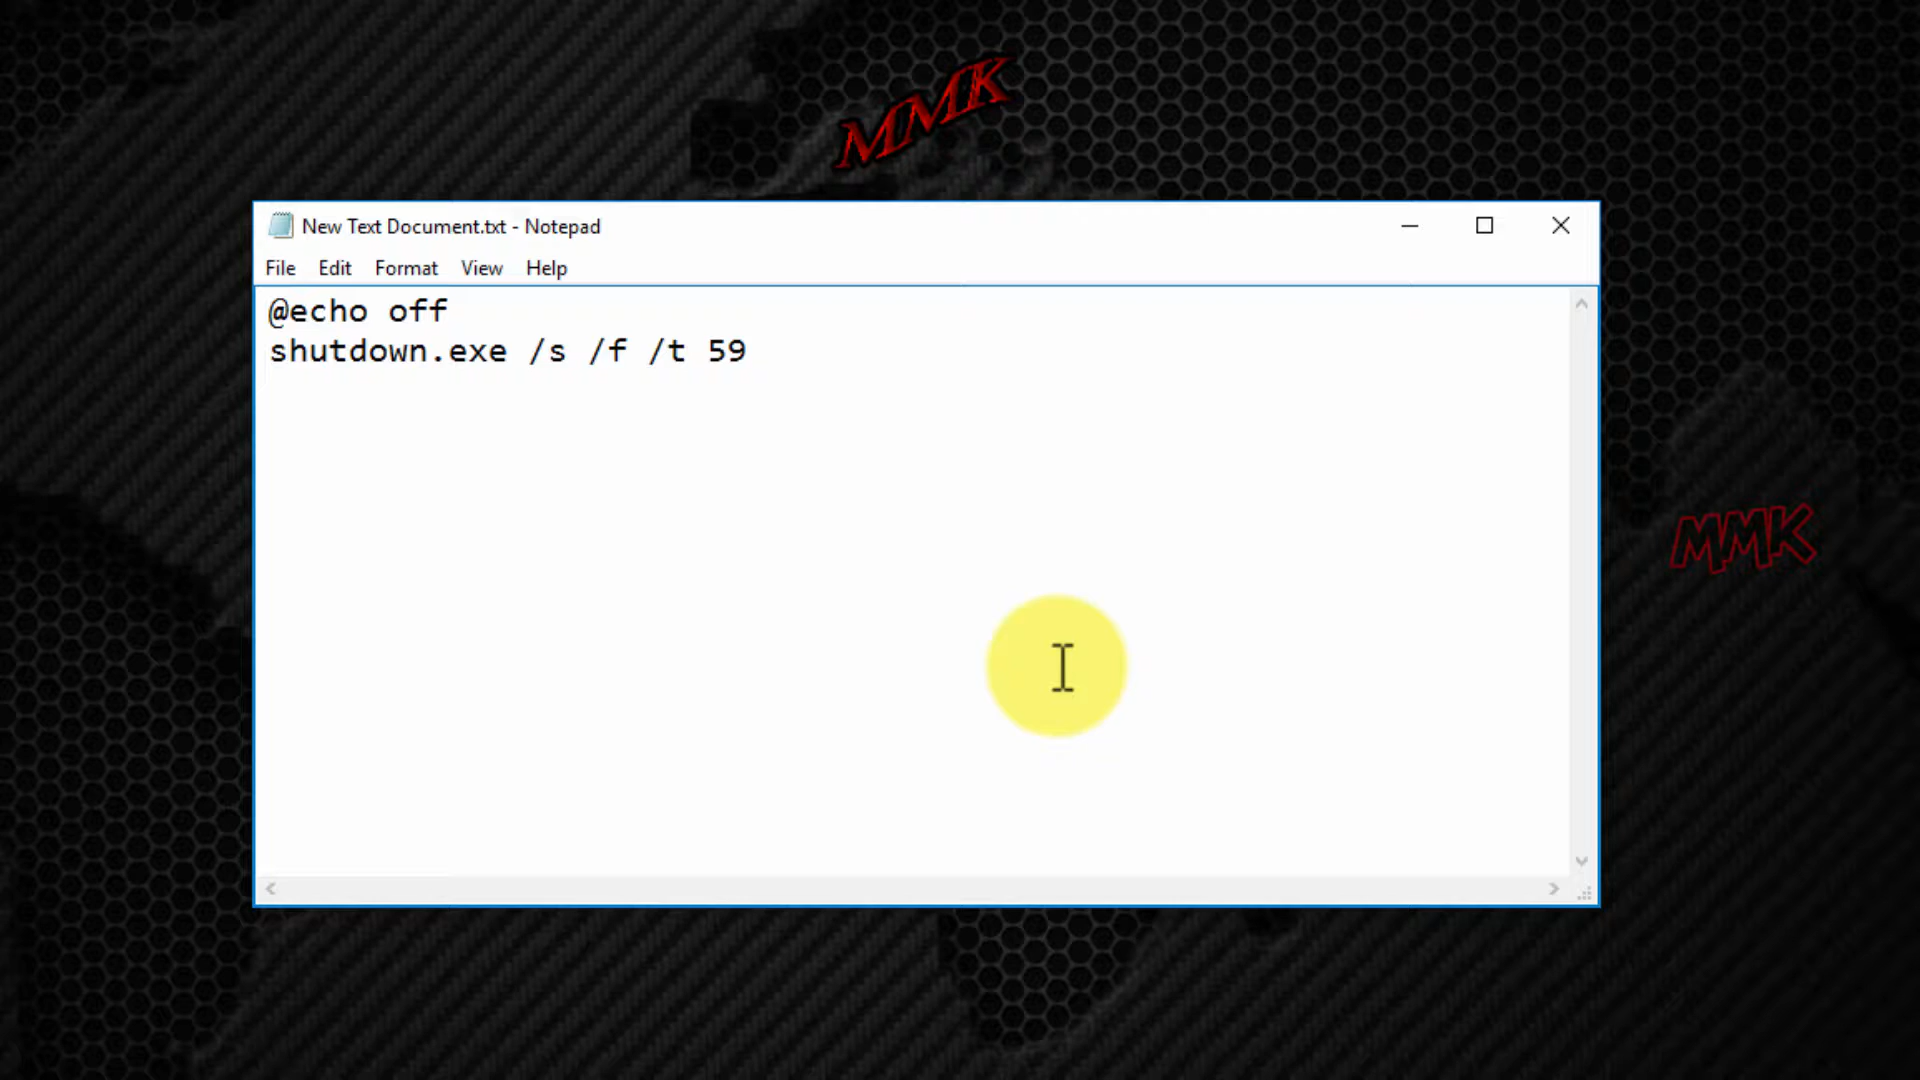 MMK
New Text Document.txt - Notepad
File Edit Format View Help
@echo off
shutdown.exe /s /f /t 59
MMK